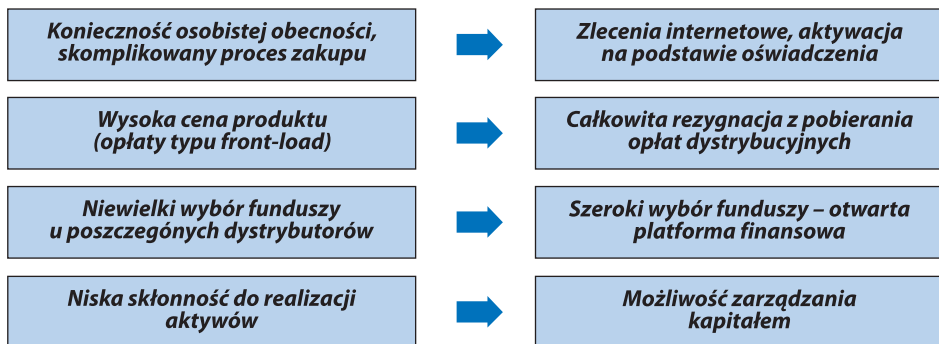 Konieczność osobistej obecności,
skomplikowany proces zakupu
Zlecenia internetowe, aktywacja
na podstawie oświadczenia
Wysoka cena produktu
(opłaty typu front-load)
Całkowita rezygnacja z pobierania
opłat dystrybucyjnych
Niewielki wybór funduszy
u poszczegónych dystrybutorów
Szeroki wybór funduszy – otwarta
platforma finansowa
Niska skłonność do realizacji
aktywów
Możliwość zarządzania
kapitałem